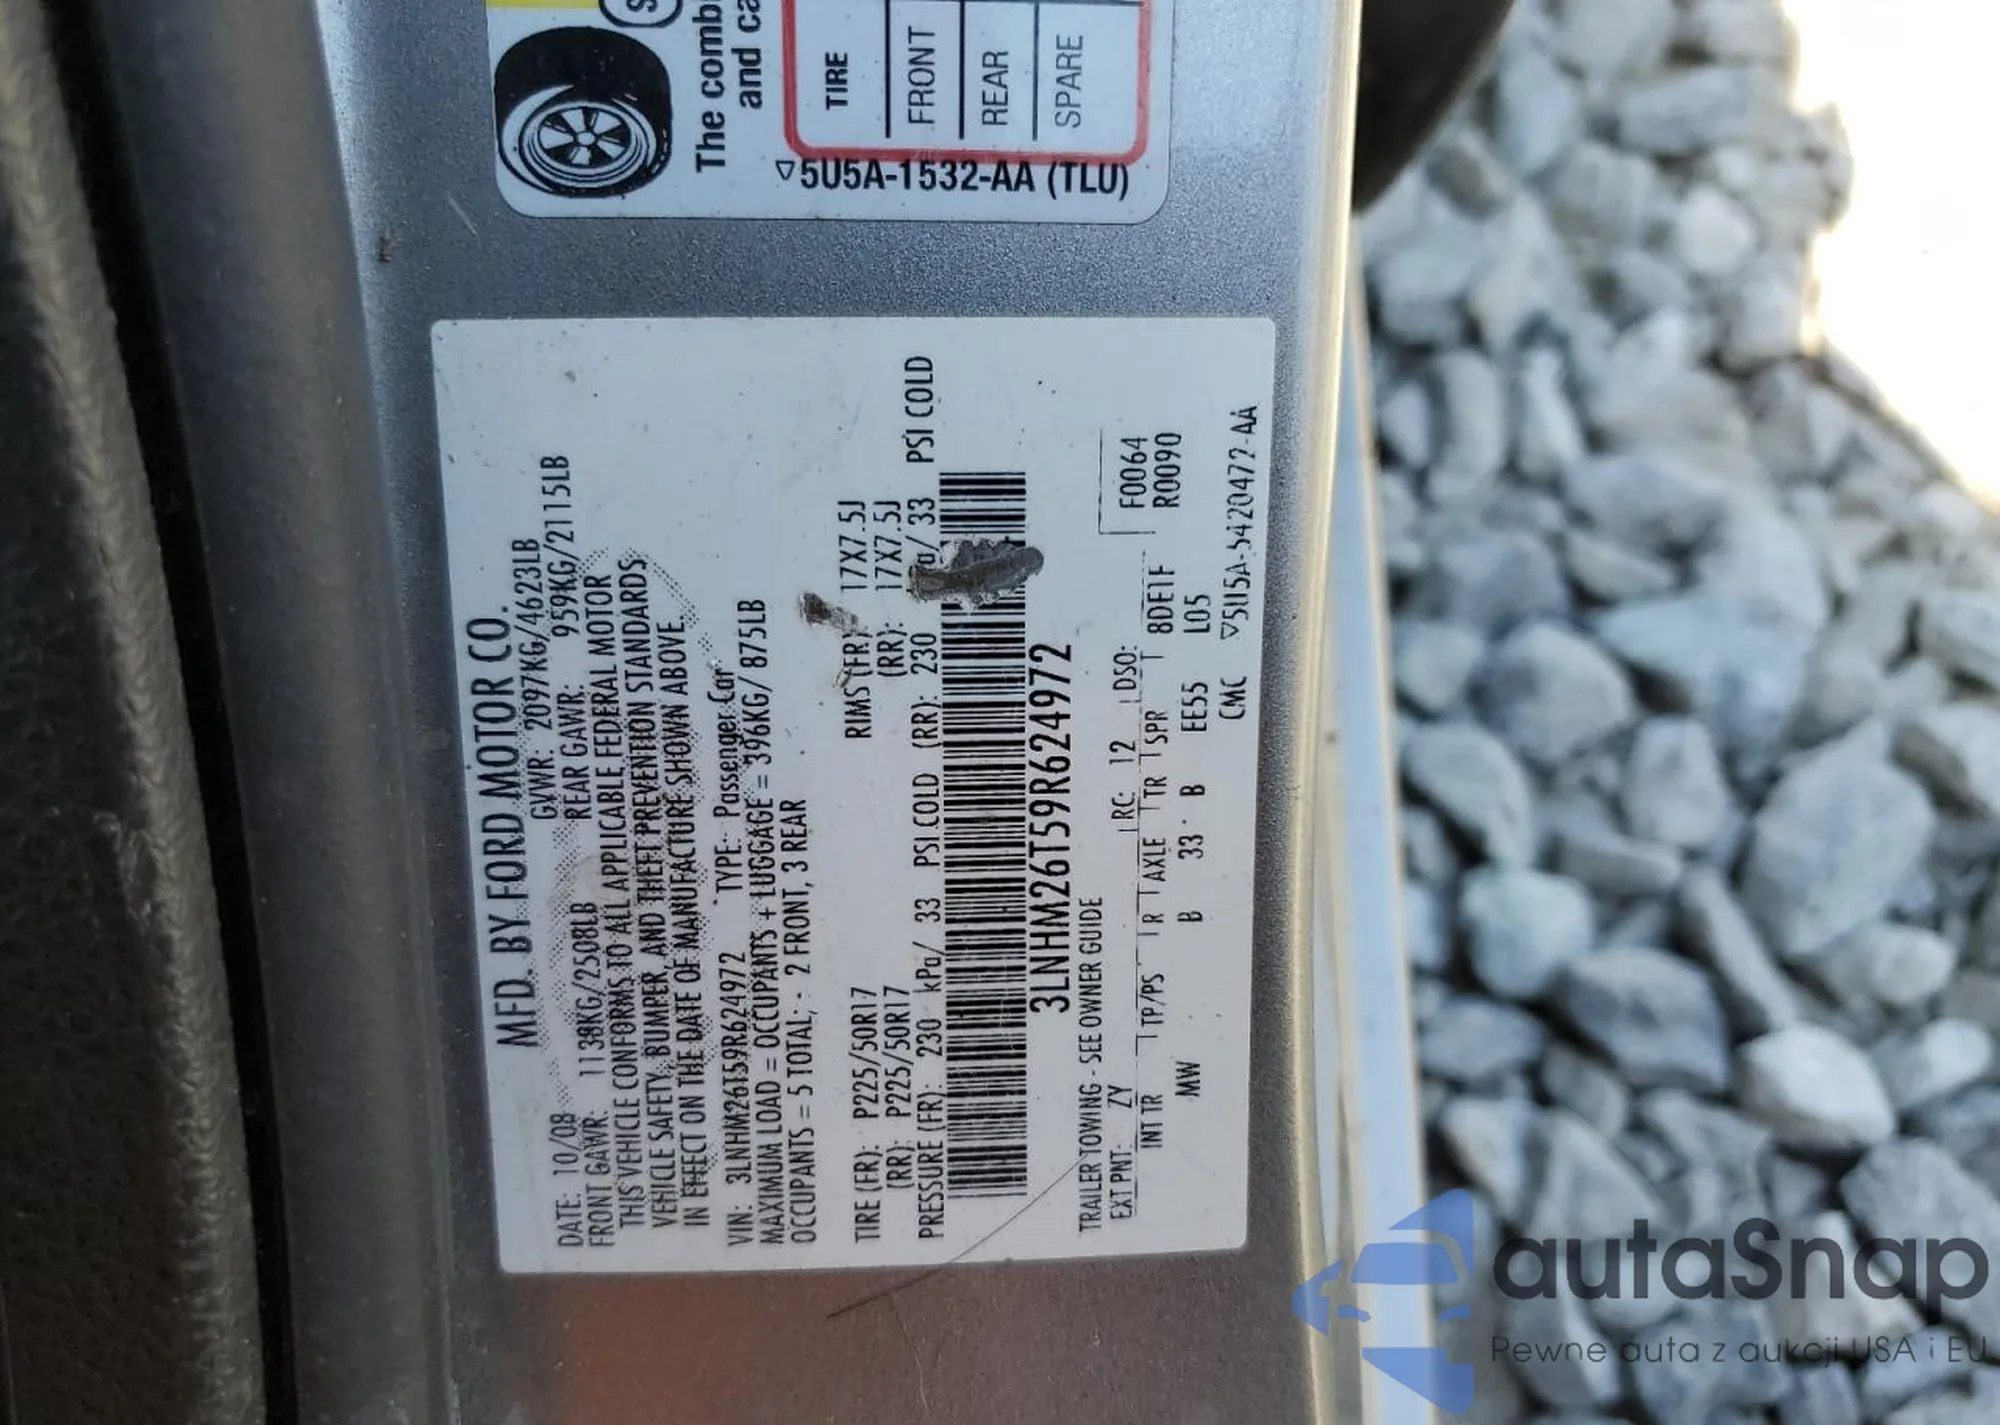 The combi
and ca
TIRE
FRONT
REAR
SPARE
▽5U5A-1532-AA (TLU)
MFD. BY FORD MOTOR CO.
DATE: 10/08 GVWR: 2097KG/4623LB
FRONT GAWR: 1138KG/2508LB REAR GAWR: 959KG/2115LB
THIS VEHICLE CONFORMS TO ALL APPLICABLE FEDERAL MOTOR
VEHICLE SAFETY, BUMPER, AND THEFT PREVENTION STANDARDS
IN EFFECT ON THE DATE OF MANUFACTURE SHOWN ABOVE.
VIN: 3LNHM26T59R624972 TYPE: Passenger Car
MAXIMUM LOAD = OCCUPANTS + LUGGAGE = 396KG/ 875LB
OCCUPANTS = 5 TOTAL; - 2 FRONT, 3 REAR
TIRE (FR): P225/50R17 RIMS (FR): 17X7.5J
(RR): P225/50R17 (RR): 17X7.5J
PRESSURE (FR): 230 kPa/ 33 PSI COLD (RR): 230 a/ 33 PSI COLD
3LNHM26T59R624972
TRAILER TOWING - SEE OWNER GUIDE
EXT PNT: ZY RC: 12 DSO: F0064
INT TR TP/PS R AXLE TR SPR 8DE1F R0090
MW B 33 B EE55 L05
CMC ▽5U5A-5420472-AA
autaSnap
Pewne auta z aukcji USA i EU